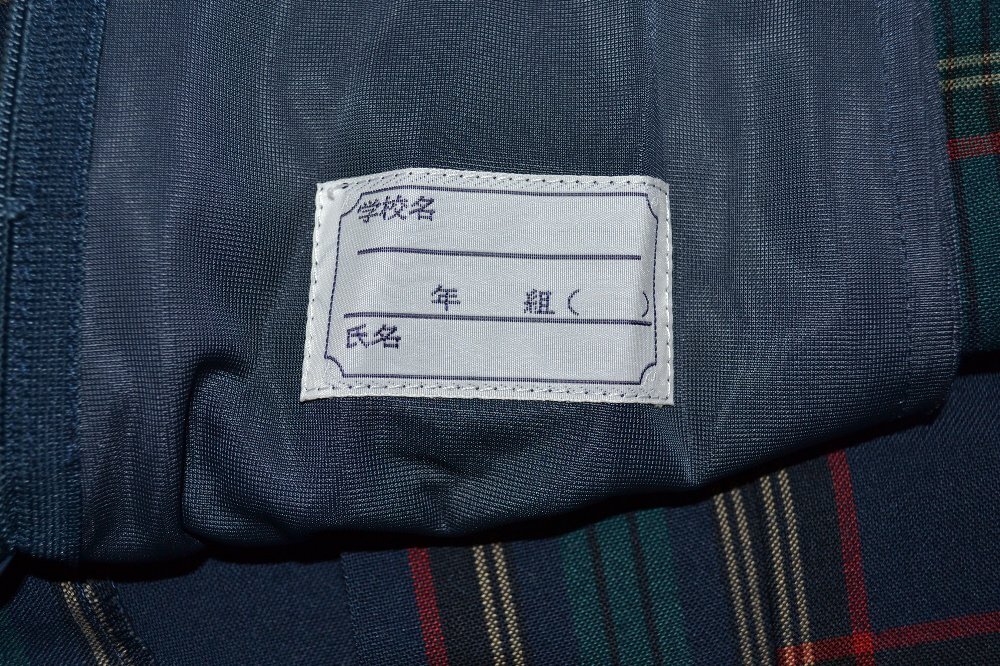 学校名
年 組( )
氏名